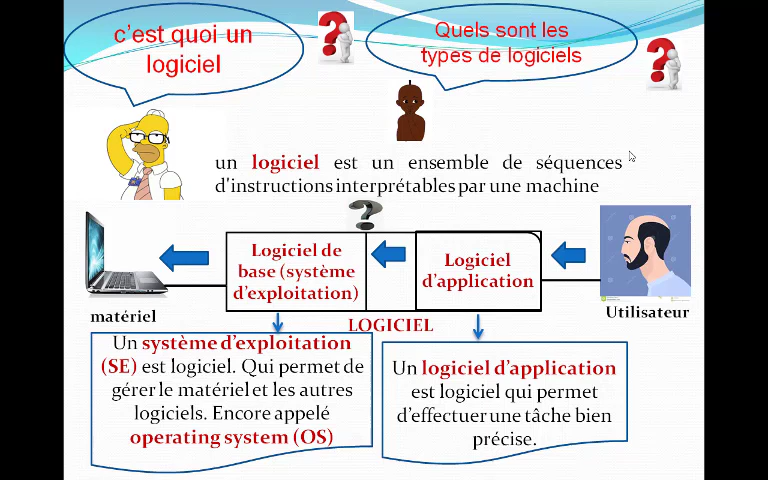 c'est quoi un
logiciel
Quels sont les
types de logiciels
un logiciel est un ensemble de séquences
d'instructions interprétables par une machine
Logiciel de
base (système
d'exploitation)
Logiciel
d'application
matériel
LOGICIEL
Utilisateur
Un système d'exploitation
(SE) est logiciel. Qui permet de
gérer le matériel et les autres
logiciels. Encore appelé
operating system (OS)
Un logiciel d'application
est logiciel qui permet
d'effectuer une tâche bien
précise.